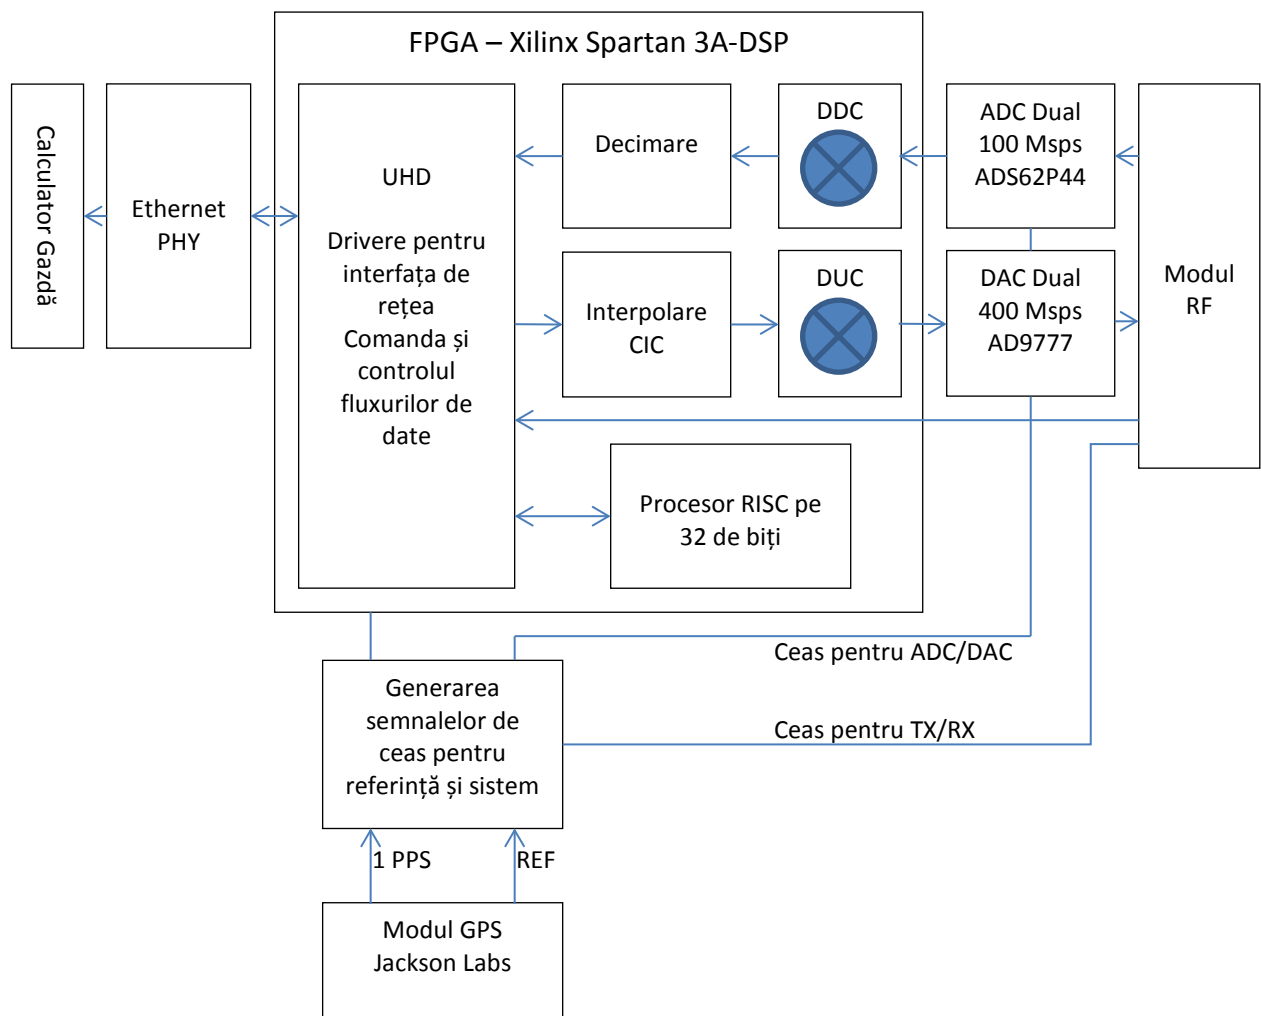 FPGA – Xilinx Spartan 3A-DSP
Calculator Gazdă
Ethernet
PHY
UHD
Drivere pentru
interfața de
rețea
Comanda și
controlul
fluxurilor de
date
Decimare
DDC
ADC Dual
100 Msps
ADS62P44
Interpolare
CIC
DUC
DAC Dual
400 Msps
AD9777
Modul
RF
Procesor RISC pe
32 de biți
Ceas pentru ADC/DAC
Generarea
semnalelor de
ceas pentru
referință și sistem
Ceas pentru TX/RX
1 PPS
REF
Modul GPS
Jackson Labs